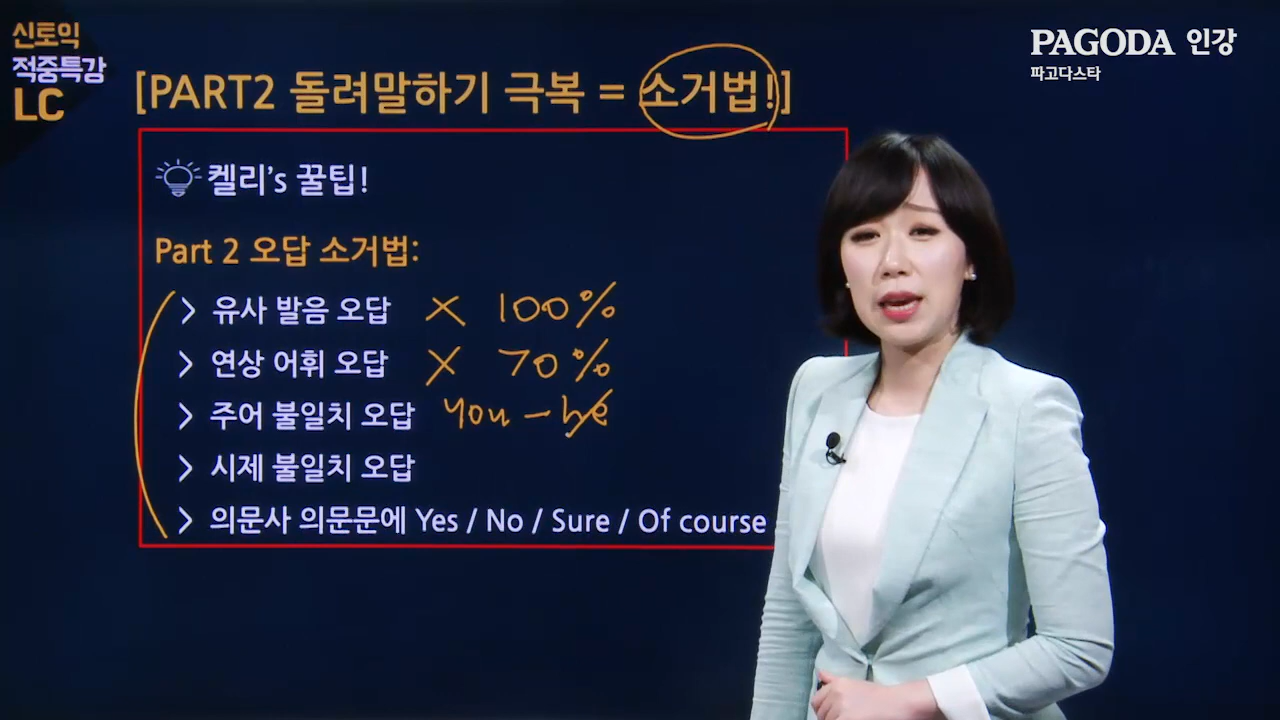 신토익
적중특강
LC
PAGODA 인강
파고다스타
[PART2 돌려말하기 극복 = 소거법!]
켈리's 꿀팁!
Part 2 오답 소거법:
> 유사 발음 오답 × 100%
> 연상 어휘 오답 × 70%
> 주어 불일치 오답 you - he
> 시제 불일치 오답
> 의문사 의문문에 Yes / No / Sure / Of course